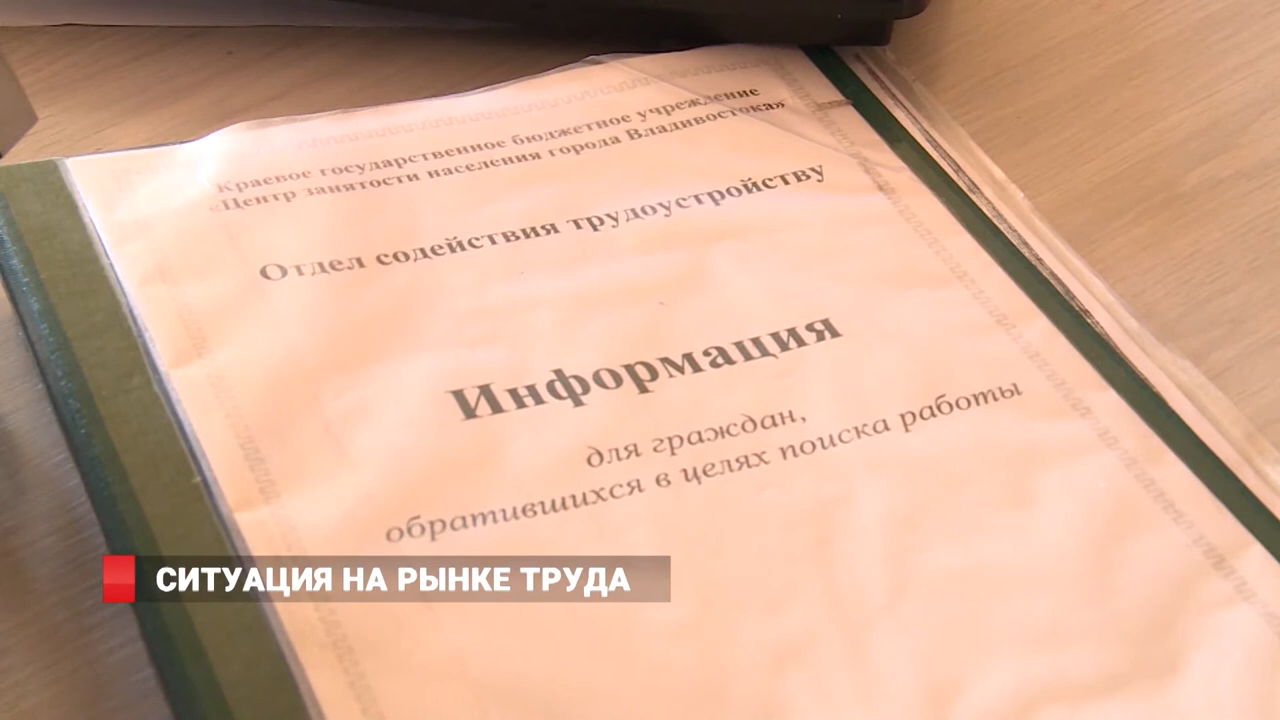 Краевое государственное бюджетное учреждение
«Центр занятости населения города Владивостока»
Отдел содействия трудоустройству
Информация
для граждан,
обратившихся в целях поиска работы
СИТУАЦИЯ НА РЫНКЕ ТРУДА